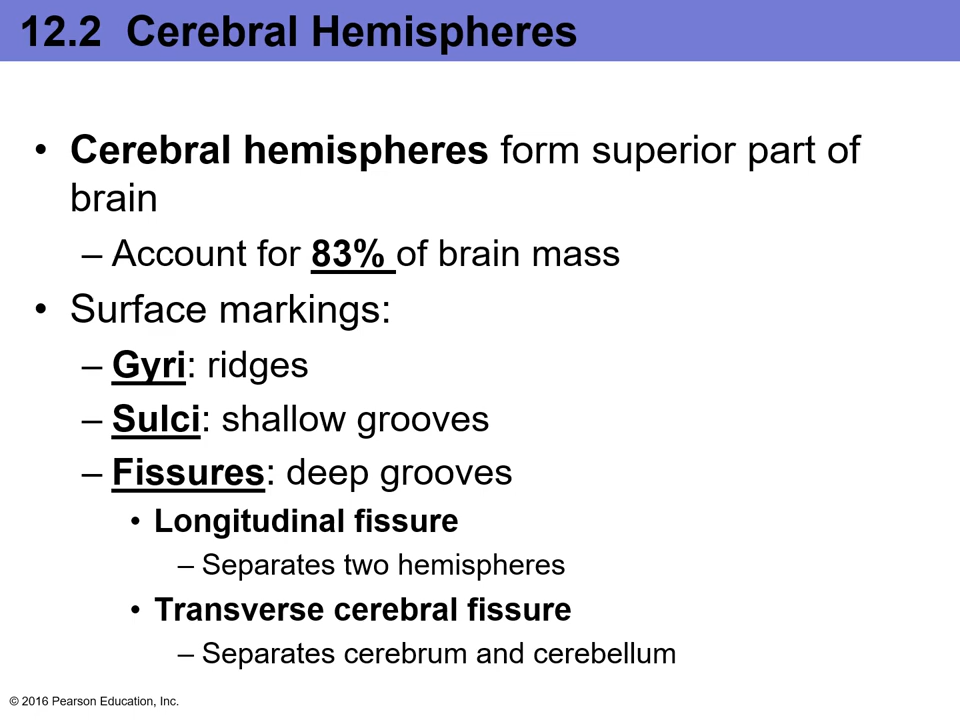 12.2 Cerebral Hemispheres
• Cerebral hemispheres form superior part of
brain
– Account for 83% of brain mass
• Surface markings:
– Gyri: ridges
– Sulci: shallow grooves
– Fissures: deep grooves
• Longitudinal fissure
– Separates two hemispheres
• Transverse cerebral fissure
– Separates cerebrum and cerebellum
© 2016 Pearson Education, Inc.